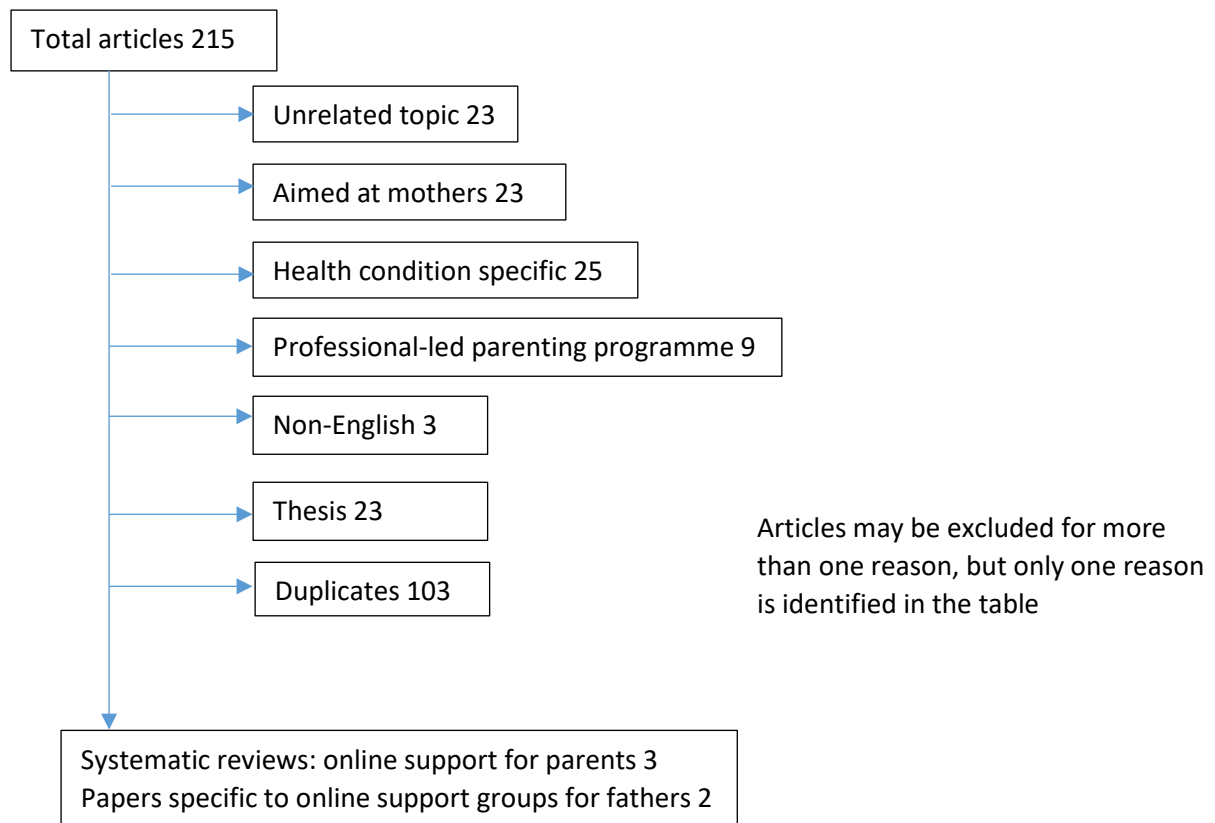 Total articles 215
Unrelated topic 23
Aimed at mothers 23
Health condition specific 25
Professional-led parenting programme 9
Non-English 3
Thesis 23
Duplicates 103
Articles may be excluded for more
than one reason, but only one reason
is identified in the table
Systematic reviews: online support for parents 3
Papers specific to online support groups for fathers 2